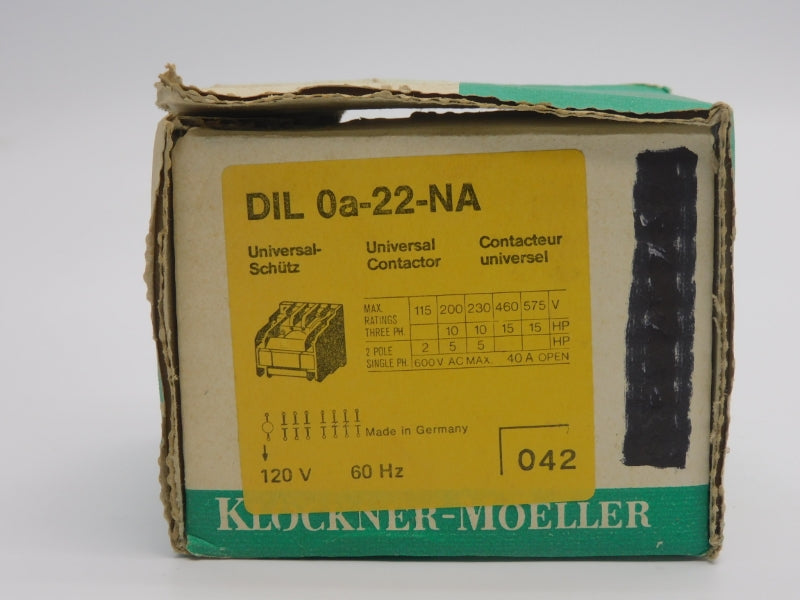 DIL 0a-22-NA
Universal-
Schütz
Universal
Contactor
Contacteur
universel
MAX. RATINGS THREE PH. 115 200 230 460 575 V
10 10 15 15 HP
2 POLE SINGLE PH. 2 5 5 HP
600 V AC MAX. 40 A OPEN
Made in Germany
120 V 60 Hz
042
KLÖCKNER-MOELLER